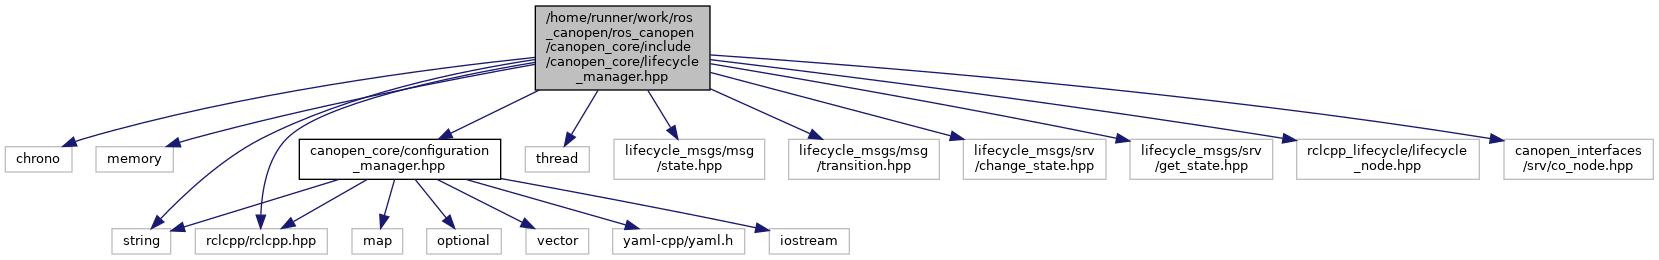 /home/runner/work/ros
_canopen/ros_canopen
/canopen_core/include
/canopen_core/lifecycle
_manager.hpp
chrono
memory
canopen_core/configuration
_manager.hpp
thread
lifecycle_msgs/msg
/state.hpp
lifecycle_msgs/msg
/transition.hpp
lifecycle_msgs/srv
/change_state.hpp
lifecycle_msgs/srv
/get_state.hpp
rclcpp_lifecycle/lifecycle
_node.hpp
canopen_interfaces
/srv/co_node.hpp
string
rclcpp/rclcpp.hpp
map
optional
vector
yaml-cpp/yaml.h
iostream